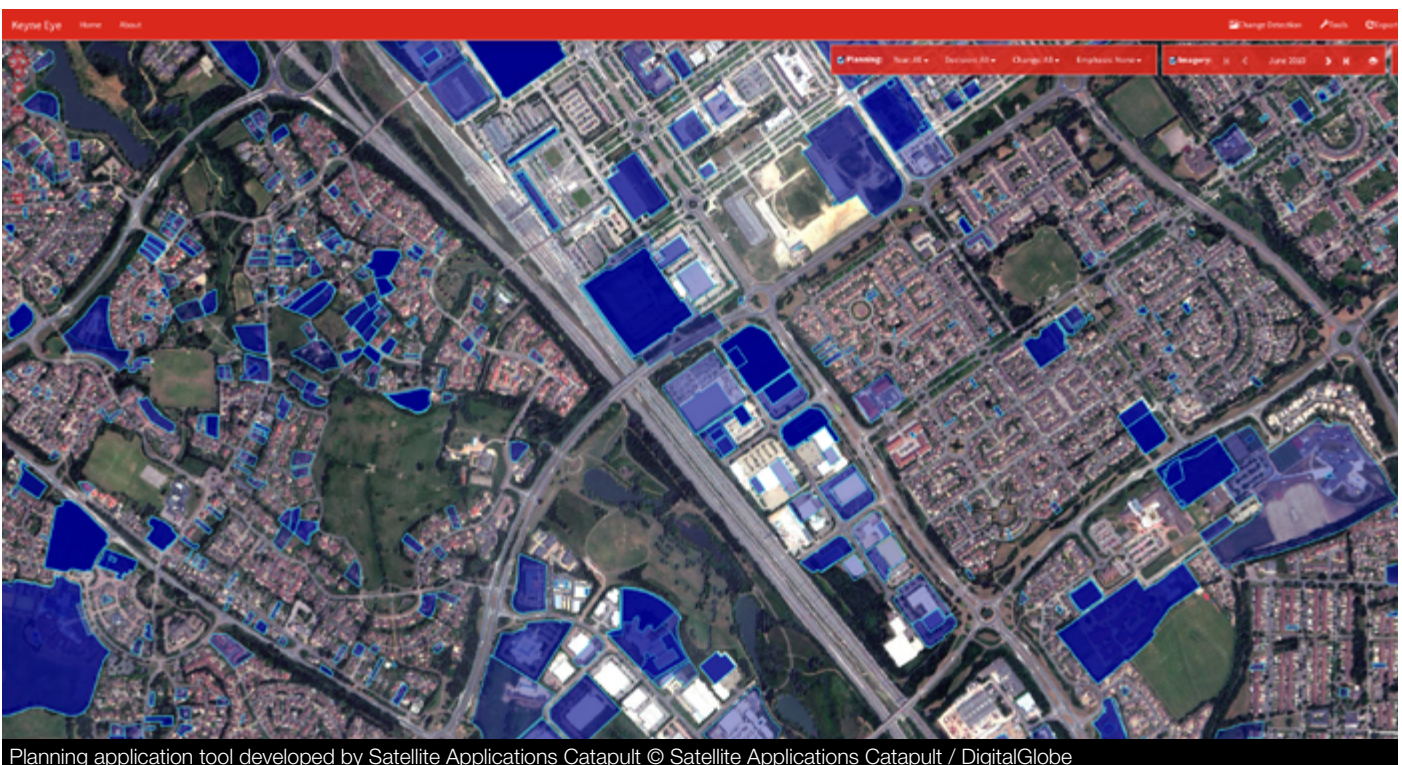 Keyne Eye Home About Change Detection Tools Export
Planning: Year: All Decision: All Change: All Emphasis: None Imagery: June 2010
Planning application tool developed by Satellite Applications Catapult © Satellite Applications Catapult / DigitalGlobe